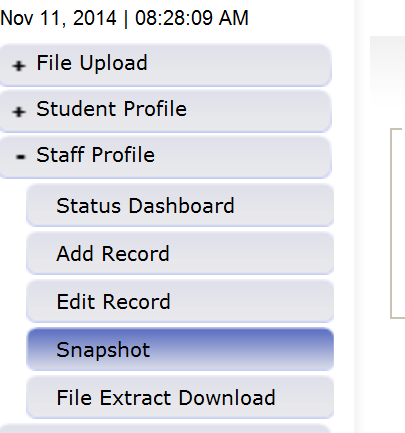 Nov 11, 2014 | 08:28:09 AM
+ File Upload
+ Student Profile
- Staff Profile
Status Dashboard
Add Record
Edit Record
Snapshot
File Extract Download